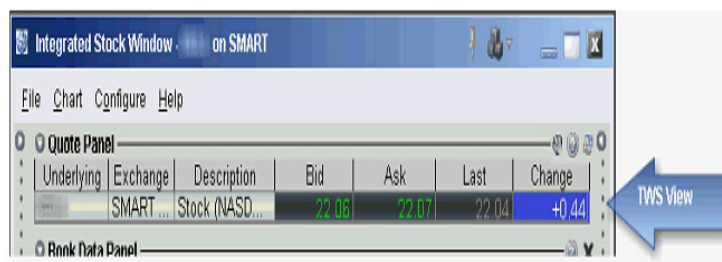 Integrated Stock Window - on SMART
File Chart Configure Help
Quote Panel
Underlying Exchange Description Bid Ask Last Change
SMART ... Stock (NASD... 22.06 22.07 22.04 +0.44
TWS View
Book Data Panel